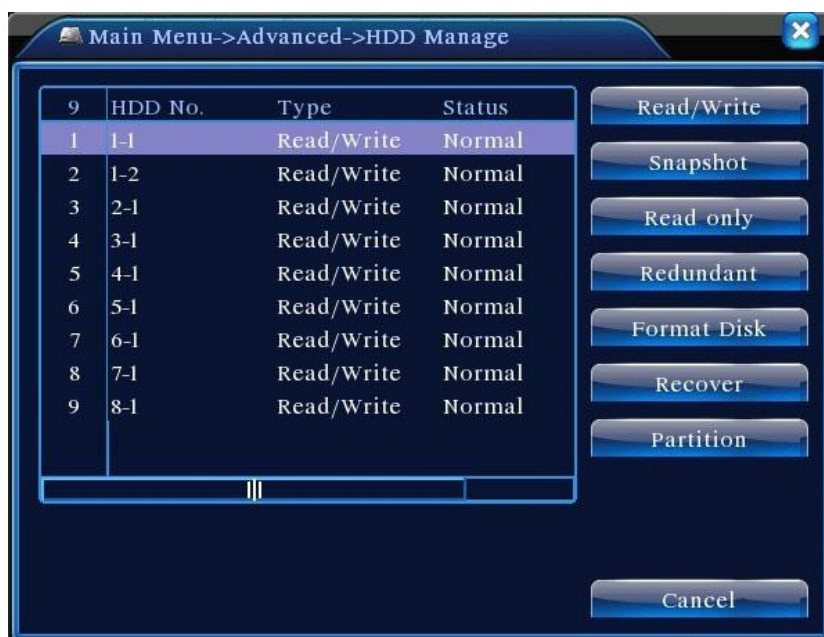 Main Menu->Advanced->HDD Manage
9 HDD No. Type Status
1 1-1 Read/Write Normal
2 1-2 Read/Write Normal
3 2-1 Read/Write Normal
4 3-1 Read/Write Normal
5 4-1 Read/Write Normal
6 5-1 Read/Write Normal
7 6-1 Read/Write Normal
8 7-1 Read/Write Normal
9 8-1 Read/Write Normal
Read/Write
Snapshot
Read only
Redundant
Format Disk
Recover
Partition
Cancel